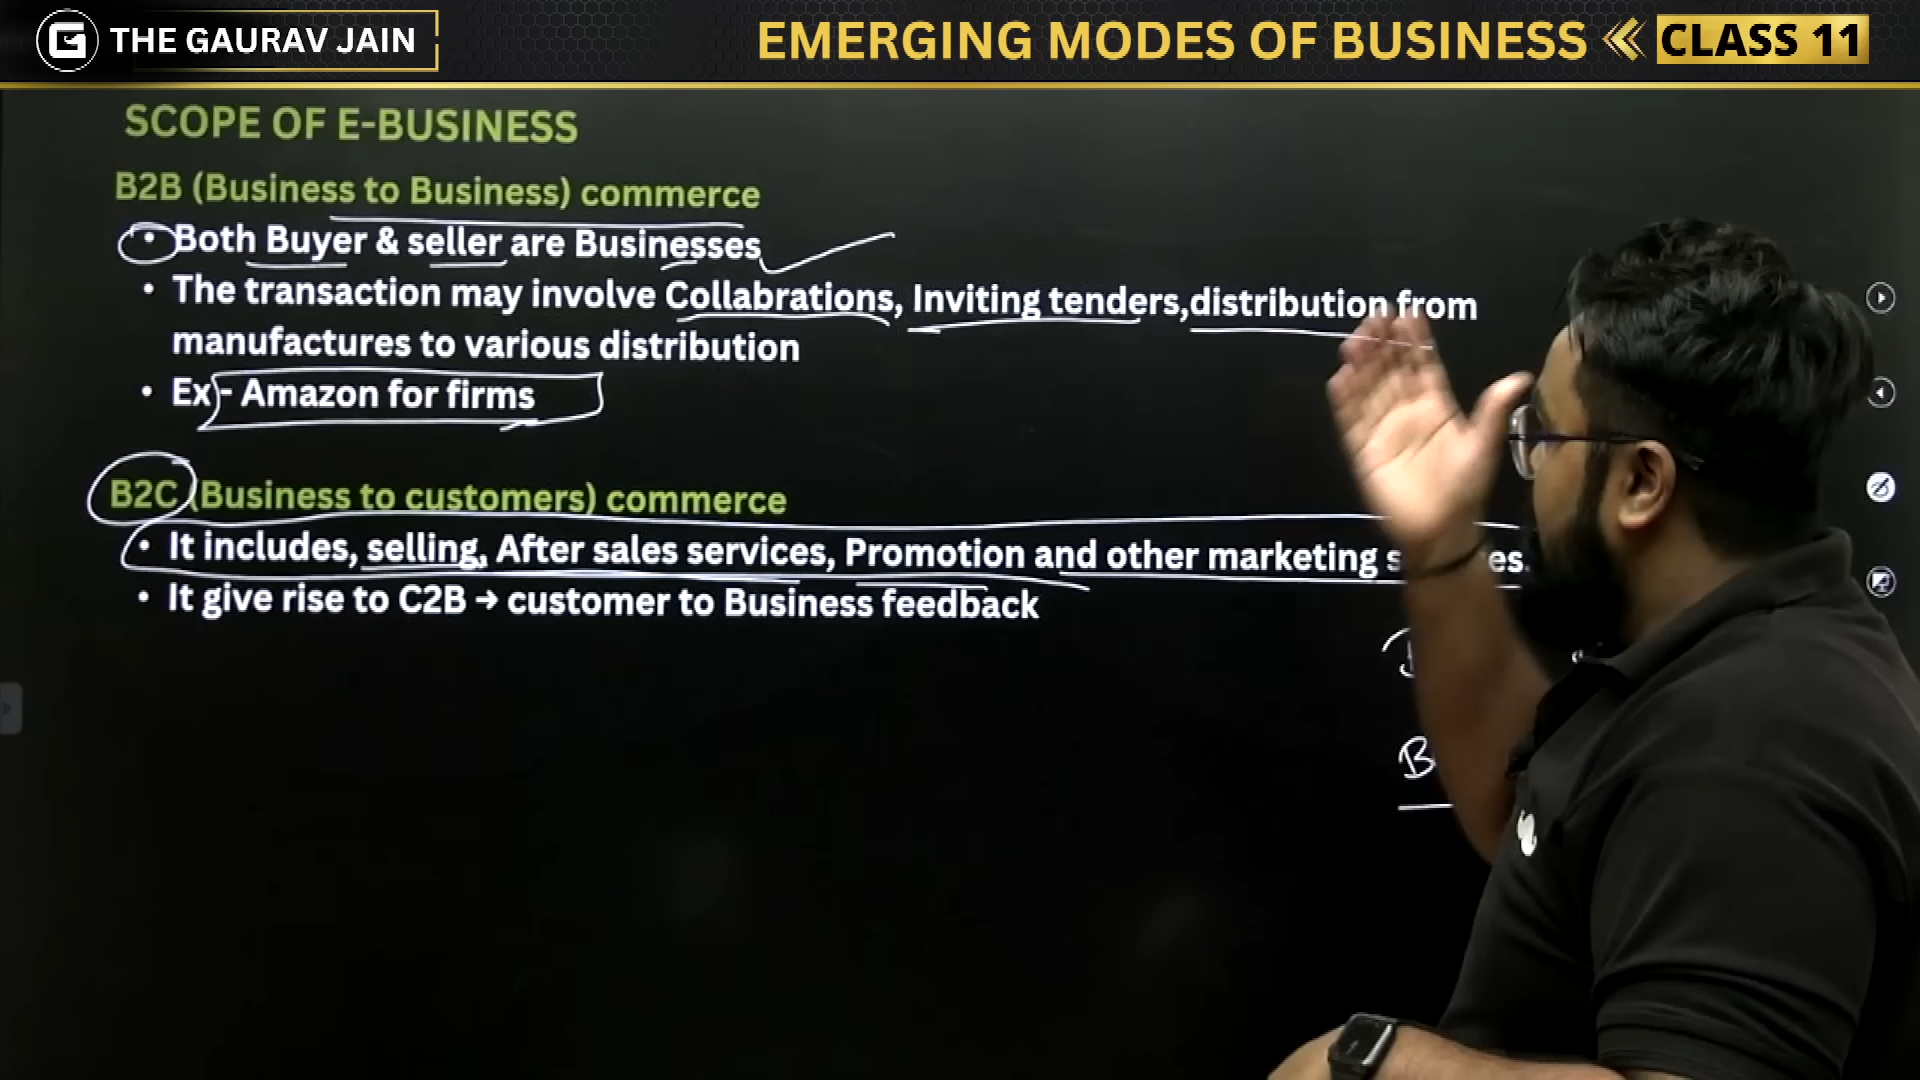 G THE GAURAV JAIN
EMERGING MODES OF BUSINESS CLASS 11
SCOPE OF E-BUSINESS
B2B (Business to Business) commerce
• Both Buyer & seller are Businesses
• The transaction may involve Collabrations, Inviting tenders,distribution from
manufactures to various distribution
• Ex - Amazon for firms
B2C (Business to customers) commerce
• It includes, selling, After sales services, Promotion and other marketing
• It give rise to C2B → customer to Business feedback
B